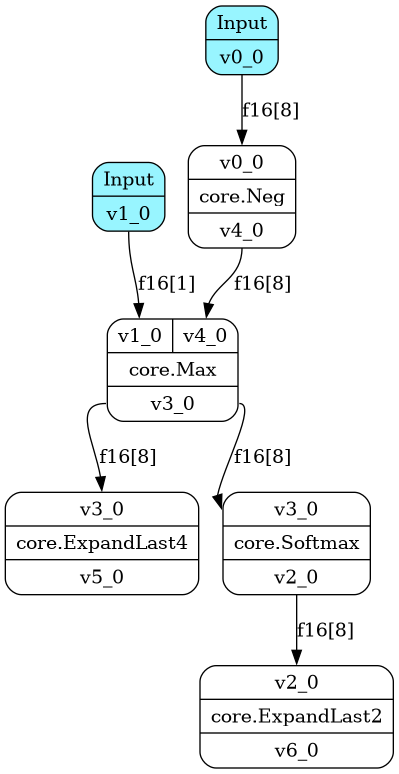 Input
v0_0
f16[8]
v0_0
core.Neg
v4_0
Input
v1_0
f16[1]
f16[8]
v1_0 v4_0
core.Max
v3_0
f16[8]
f16[8]
v3_0
core.ExpandLast4
v5_0
v3_0
core.Softmax
v2_0
f16[8]
v2_0
core.ExpandLast2
v6_0